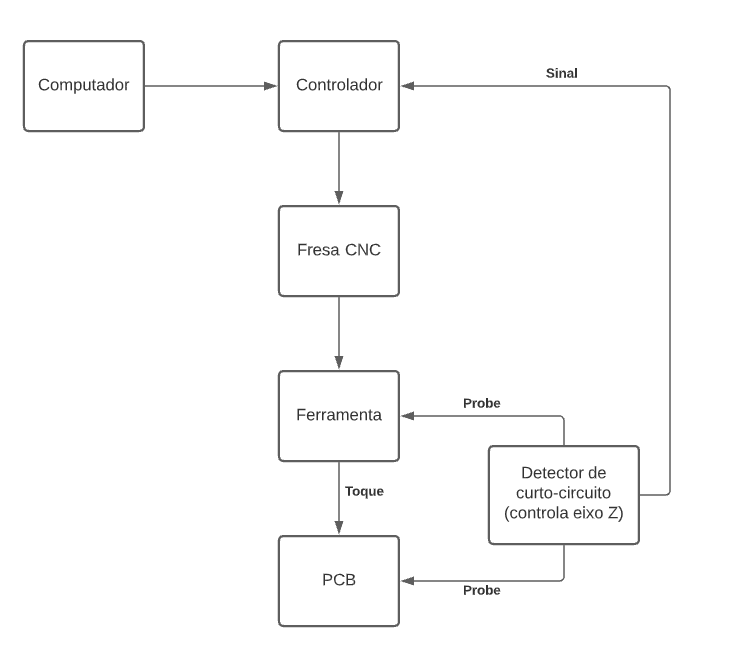 Sinal
Computador
Controlador
Fresa CNC
Probe
Ferramenta
Detector de
curto-circuito
(controla eixo Z)
Toque
PCB
Probe